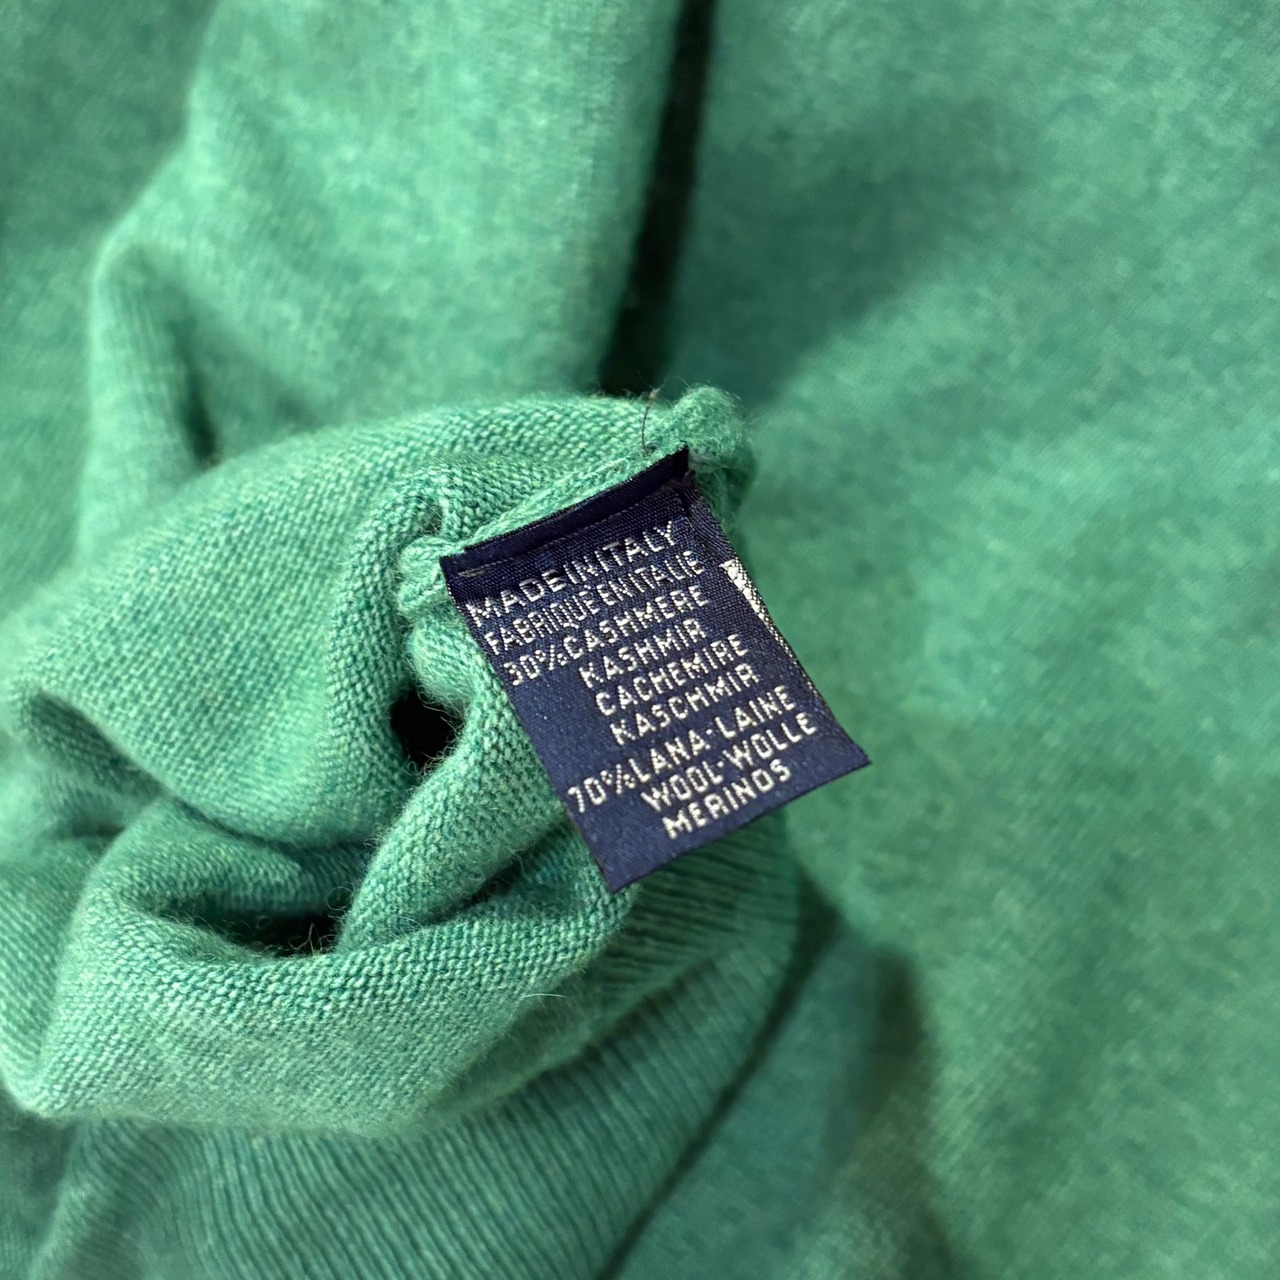 MADE IN ITALY
FABRIQUE EN ITALIE
30% CASHMERE
KASHMIR
CACHEMIRE
KASCHMIR
70% LANA-LAINE
WOOL-WOLLE
MERINOS